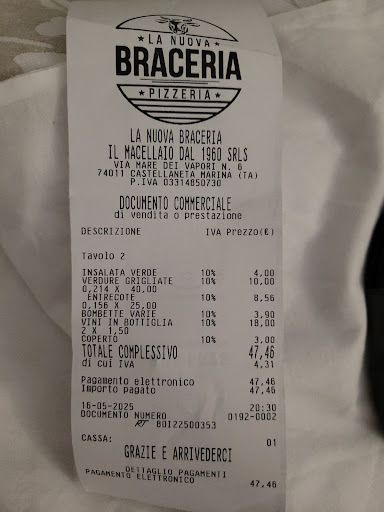 ★ LA NUOVA ★
BRACERIA
★ PIZZERIA ★
LA NUOVA BRACERIA
IL MACELLAIO DAL 1960 SRLS
VIA MARE DEI VAPORI N. 6
74011 CASTELLANETA MARINA (TA)
P.IVA 03314850730
DOCUMENTO COMMERCIALE
di vendita o prestazione
DESCRIZIONE IVA Prezzo(€)
Tavolo 2
INSALATA VERDE 10% 4,00
VERDURE GRIGLIATE 10% 10,00
0,214 X 40,00
ENTRECOTE 10% 8,56
0,156 X 25,00
BOMBETTE VARIE 10% 3,90
VINI IN BOTTIGLIA 10% 18,00
2 X 1,50
COPERTO 10% 3,00
TOTALE COMPLESSIVO 47,46
di cui IVA 4,31
Pagamento elettronico 47,46
Importo pagato 47,46
16-05-2025 20:30
DOCUMENTO NUMERO 0192-0002
RT 80I22500353
CASSA: 01
GRAZIE E ARRIVEDERCI
DETTAGLIO PAGAMENTI
PAGAMENTO ELETTRONICO 47,46